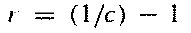 r = (1/c) − 1